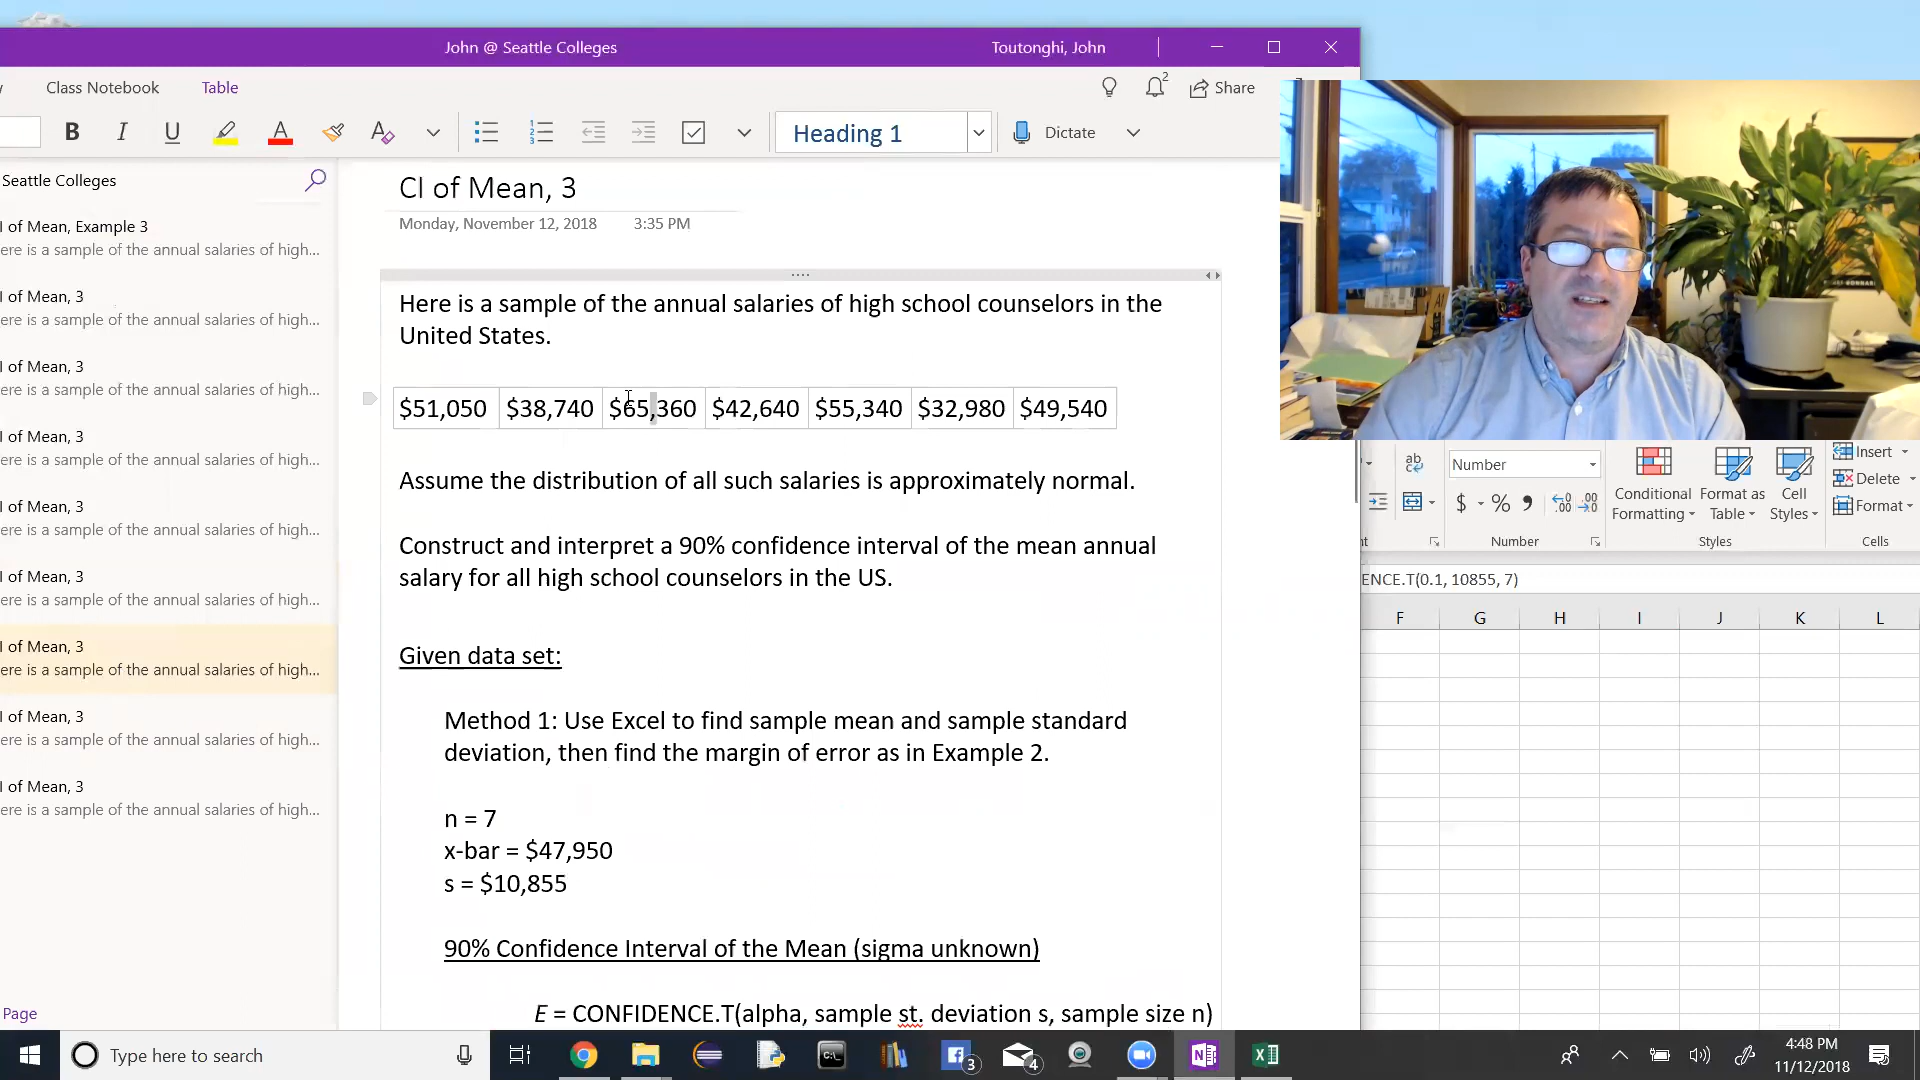 John @ Seattle Colleges
Toutonghi, John
Class Notebook
Table
2
Share
B I U
A
A
Heading 1
Dictate
Seattle Colleges
CI of Mean, 3
Monday, November 12, 2018 3:35 PM
I of Mean, Example 3
ere is a sample of the annual salaries of high...
I of Mean, 3
ere is a sample of the annual salaries of high...
I of Mean, 3
ere is a sample of the annual salaries of high...
I of Mean, 3
ere is a sample of the annual salaries of high...
I of Mean, 3
ere is a sample of the annual salaries of high...
I of Mean, 3
ere is a sample of the annual salaries of high...
I of Mean, 3
ere is a sample of the annual salaries of high...
I of Mean, 3
ere is a sample of the annual salaries of high...
I of Mean, 3
ere is a sample of the annual salaries of high...
Page
Here is a sample of the annual salaries of high school counselors in the
United States.
$51,050 $38,740 $65,360 $42,640 $55,340 $32,980 $49,540
Assume the distribution of all such salaries is approximately normal.
Construct and interpret a 90% confidence interval of the mean annual
salary for all high school counselors in the US.
Given data set:
Method 1: Use Excel to find sample mean and sample standard
deviation, then find the margin of error as in Example 2.
n = 7
x-bar = $47,950
s = $10,855
90% Confidence Interval of the Mean (sigma unknown)
E = CONFIDENCE.T(alpha, sample st. deviation s, sample size n)
ab
c
Number
$ % ,
Conditional
Formatting
Format as
Table
Cell
Styles
Insert
Delete
Format
nt
Number
Styles
Cells
ENCE.T(0.1, 10855, 7)
F G H I J K L
Type here to search
3
4
4:48 PM
11/12/2018